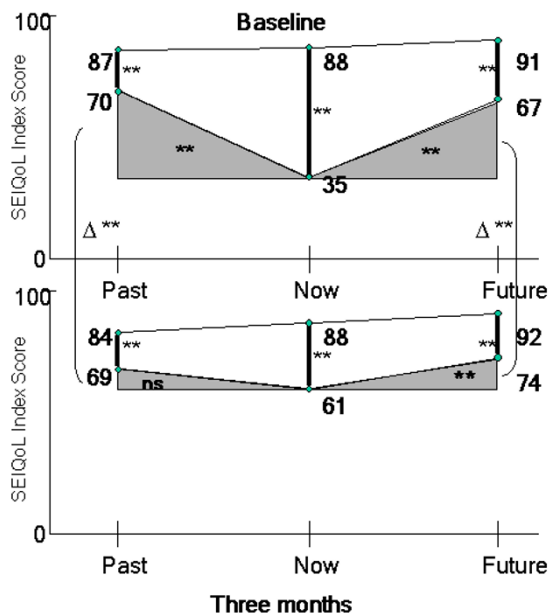 100
Baseline
87
88
91
**
**
**
70
67
**
**
35
SEIQoL Index Score
Δ **
Δ **
0
Past
Now
Future
100
84
88
92
**
**
**
69
ns
**
74
61
SEIQoL Index Score
0
Past
Now
Future
Three months